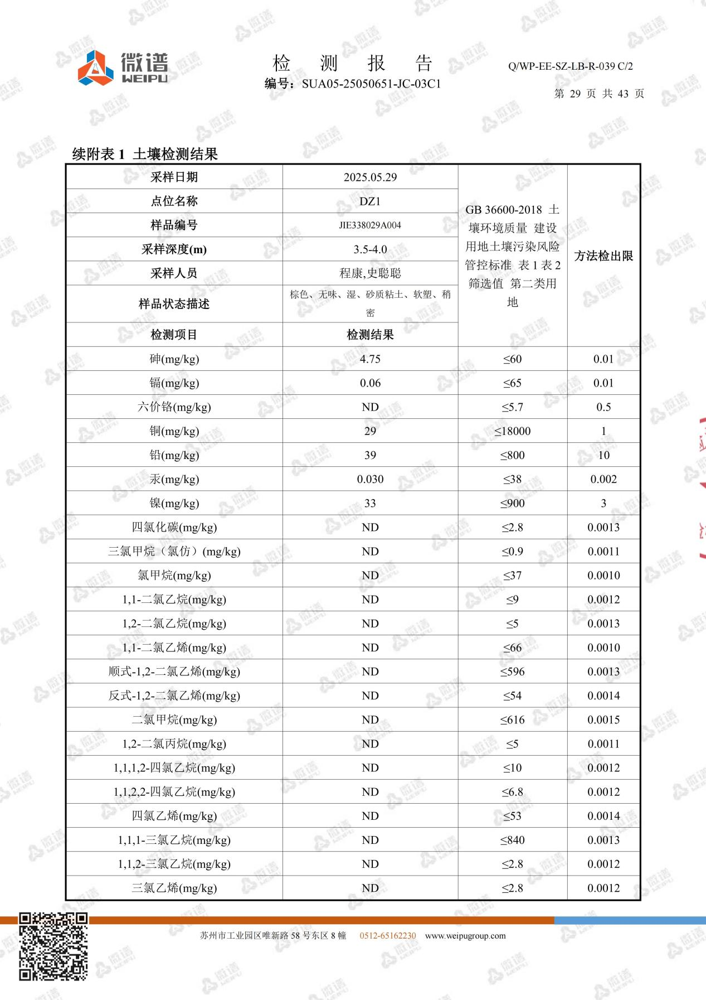 微谱
WEIPU
检 测 报 告
编号：SUA05-25050651-JC-03C1
Q/WP-EE-SZ-LB-R-039 C/2
第 29 页 共 43 页
续附表 1 土壤检测结果
采样日期 2025.05.29
点位名称 DZ1
样品编号 JIE338029A004
采样深度(m) 3.5-4.0
采样人员 程康,史聪聪
样品状态描述 棕色、无味、湿、砂质粘土、软塑、稍
密
检测项目 检测结果
GB 36600-2018 土
壤环境质量 建设
用地土壤污染风险
管控标准 表 1 表 2
筛选值 第二类用
地
方法检出限
砷(mg/kg) 4.75 ≤60 0.01
镉(mg/kg) 0.06 ≤65 0.01
六价铬(mg/kg) ND ≤5.7 0.5
铜(mg/kg) 29 ≤18000 1
铅(mg/kg) 39 ≤800 10
汞(mg/kg) 0.030 ≤38 0.002
镍(mg/kg) 33 ≤900 3
四氯化碳(mg/kg) ND ≤2.8 0.0013
三氯甲烷（氯仿）(mg/kg) ND ≤0.9 0.0011
氯甲烷(mg/kg) ND ≤37 0.0010
1,1-二氯乙烷(mg/kg) ND ≤9 0.0012
1,2-二氯乙烷(mg/kg) ND ≤5 0.0013
1,1-二氯乙烯(mg/kg) ND ≤66 0.0010
顺式-1,2-二氯乙烯(mg/kg) ND ≤596 0.0013
反式-1,2-二氯乙烯(mg/kg) ND ≤54 0.0014
二氯甲烷(mg/kg) ND ≤616 0.0015
1,2-二氯丙烷(mg/kg) ND ≤5 0.0011
1,1,1,2-四氯乙烷(mg/kg) ND ≤10 0.0012
1,1,2,2-四氯乙烷(mg/kg) ND ≤6.8 0.0012
四氯乙烯(mg/kg) ND ≤53 0.0014
1,1,1-三氯乙烷(mg/kg) ND ≤840 0.0013
1,1,2-三氯乙烷(mg/kg) ND ≤2.8 0.0012
三氯乙烯(mg/kg) ND ≤2.8 0.0012
苏州市工业园区唯新路 58 号东区 8 幢 0512-65162230 www.weipugroup.com